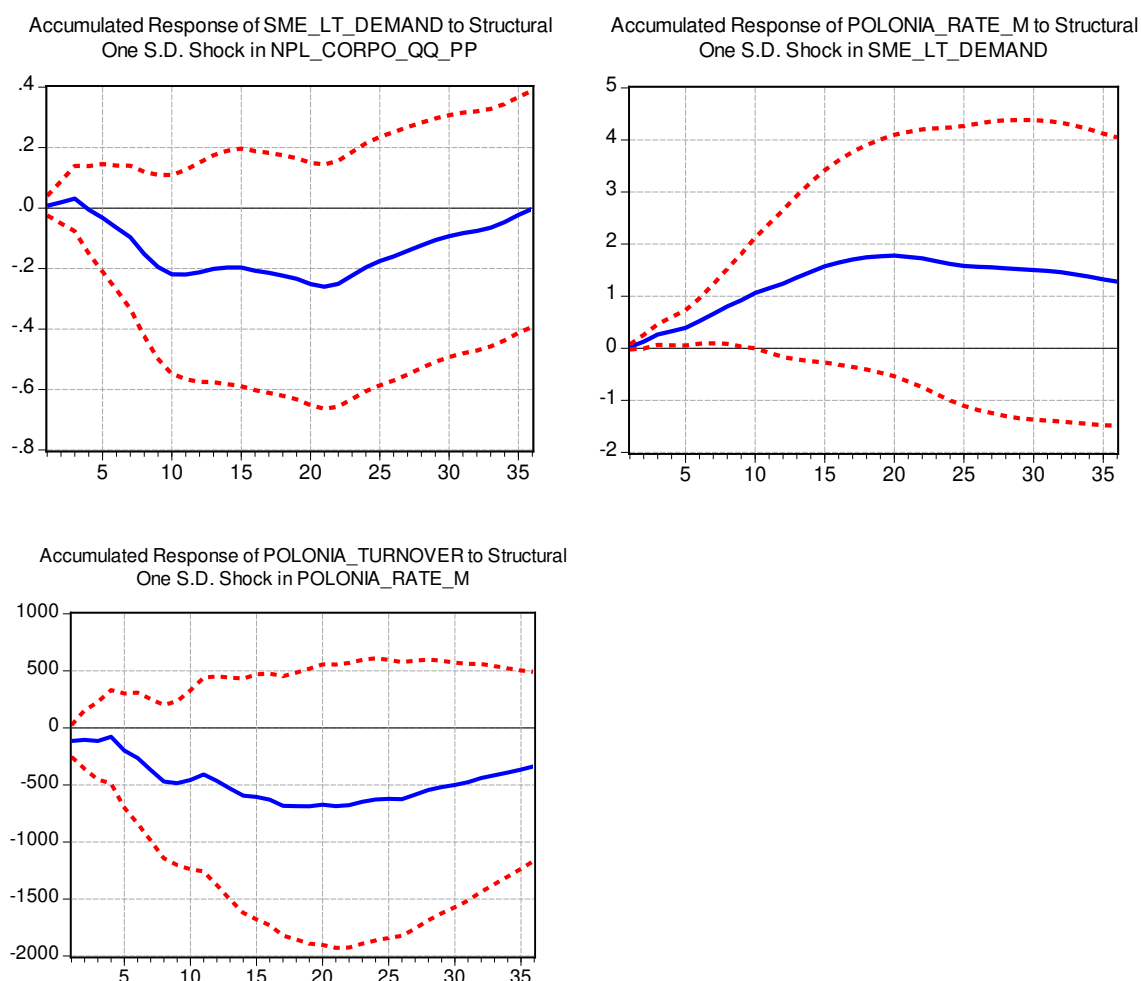 Accumulated Response of SME_LT_DEMAND to Structural
One S.D. Shock in NPL_CORPO_QQ_PP
.4
.2
.0
-.2
-.4
-.6
-.8
5 10 15 20 25 30 35
Accumulated Response of POLONIA_RATE_M to Structural
One S.D. Shock in SME_LT_DEMAND
5
4
3
2
1
0
-1
-2
5 10 15 20 25 30 35
Accumulated Response of POLONIA_TURNOVER to Structural
One S.D. Shock in POLONIA_RATE_M
1000
500
0
-500
-1000
-1500
-2000
5 10 15 20 25 30 35